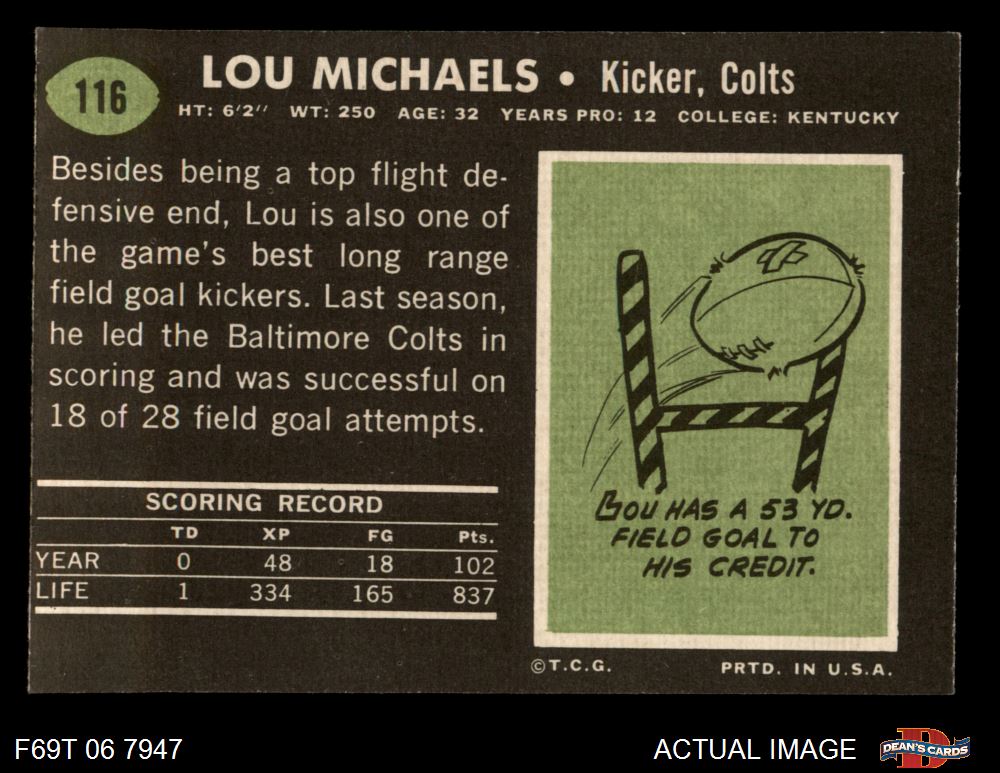 116
LOU MICHAELS • Kicker, Colts
HT: 6'2'' WT: 250 AGE: 32 YEARS PRO: 12 COLLEGE: KENTUCKY
Besides being a top flight de-
fensive end, Lou is also one of
the game's best long range
field goal kickers. Last season,
he led the Baltimore Colts in
scoring and was successful on
18 of 28 field goal attempts.
SCORING RECORD
TD XP FG Pts.
YEAR 0 48 18 102
LIFE 1 334 165 837
LOU HAS A 53 YD.
FIELD GOAL TO
HIS CREDIT.
©T.C.G. PRTD. IN U.S.A.
F69T 06 7947
ACTUAL IMAGE
D
DEAN'S CARDS